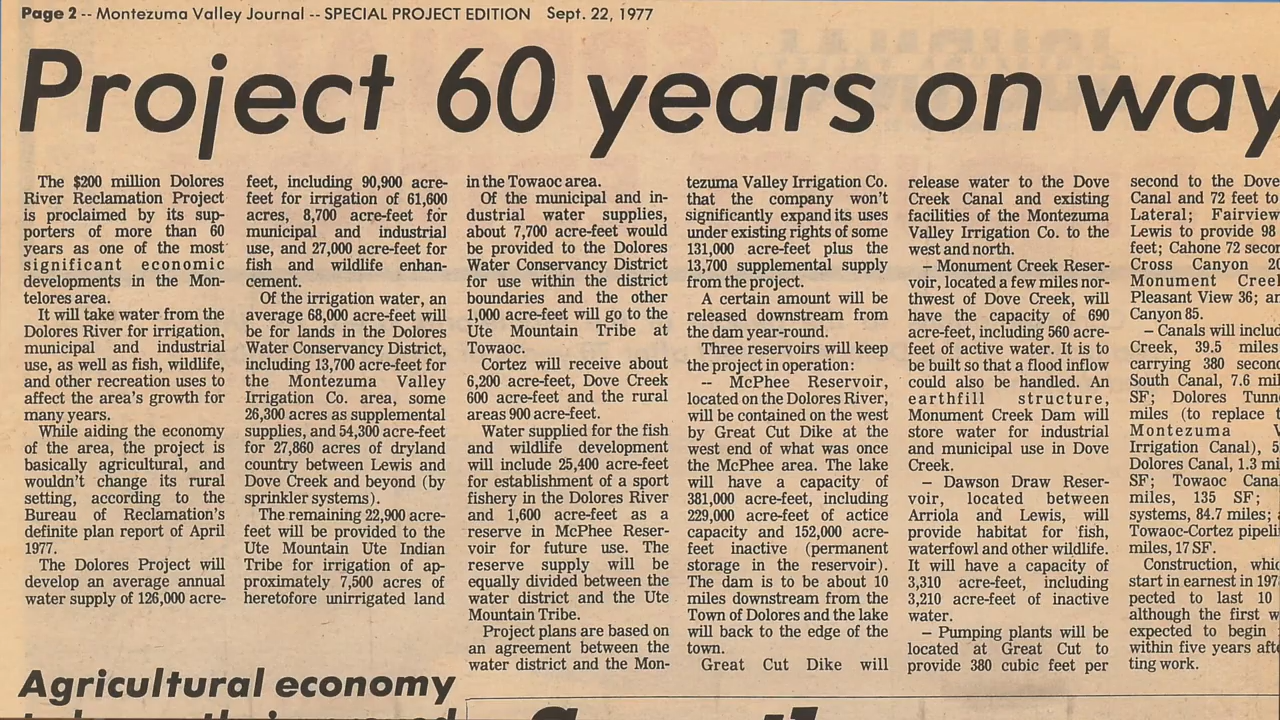 Page 2 -- Montezuma Valley Journal -- SPECIAL PROJECT EDITION Sept. 22, 1977
Project 60 years on way
The $200 million Dolores
River Reclamation Project
is proclaimed by its sup-
porters of more than 60
years as one of the most
significant economic
developments in the Mon-
telores area.
It will take water from the
Dolores River for irrigation,
municipal and industrial
use, as well as fish, wildlife,
and other recreation uses to
affect the area's growth for
many years.
While aiding the economy
of the area, the project is
basically agricultural, and
wouldn't change its rural
setting, according to the
Bureau of Reclamation's
definite plan report of April
1977.
The Dolores Project will
develop an average annual
water supply of 126,000 acre-
feet, including 90,900 acre-
feet for irrigation of 61,600
acres, 8,700 acre-feet for
municipal and industrial
use, and 27,000 acre-feet for
fish and wildlife enhan-
cement.
Of the irrigation water, an
average 68,000 acre-feet will
be for lands in the Dolores
Water Conservancy District,
including 13,700 acre-feet for
the Montezuma Valley
Irrigation Co. area, some
26,300 acres as supplemental
supplies, and 54,300 acre-feet
for 27,860 acres of dryland
country between Lewis and
Dove Creek and beyond (by
sprinkler systems).
The remaining 22,900 acre-
feet will be provided to the
Ute Mountain Ute Indian
Tribe for irrigation of ap-
proximately 7,500 acres of
heretofore unirrigated land
in the Towaoc area.
Of the municipal and in-
dustrial water supplies,
about 7,700 acre-feet would
be provided to the Dolores
Water Conservancy District
for use within the district
boundaries and the other
1,000 acre-feet will go to the
Ute Mountain Tribe at
Towaoc.
Cortez will receive about
6,200 acre-feet, Dove Creek
600 acre-feet and the rural
areas 900 acre-feet.
Water supplied for the fish
and wildlife development
will include 25,400 acre-feet
for establishment of a sport
fishery in the Dolores River
and 1,600 acre-feet as a
reserve in McPhee Reser-
voir for future use. The
reserve supply will be
equally divided between the
water district and the Ute
Mountain Tribe.
Project plans are based on
an agreement between the
water district and the Mon-
tezuma Valley Irrigation Co.
that the company won't
significantly expand its uses
under existing rights of some
131,000 acre-feet plus the
13,700 supplemental supply
from the project.
A certain amount will be
released downstream from
the dam year-round.
Three reservoirs will keep
the project in operation:
-- McPhee Reservoir,
located on the Dolores River,
will be contained on the west
by Great Cut Dike at the
west end of what was once
the McPhee area. The lake
will have a capacity of
381,000 acre-feet, including
229,000 acre-feet of actice
capacity and 152,000 acre-
feet inactive (permanent
storage in the reservoir).
The dam is to be about 10
miles downstream from the
Town of Dolores and the lake
will back to the edge of the
town.
Great Cut Dike will
release water to the Dove
Creek Canal and existing
facilities of the Montezuma
Valley Irrigation Co. to the
west and north.
– Monument Creek Reser-
voir, located a few miles nor-
thwest of Dove Creek, will
have the capacity of 690
acre-feet, including 560 acre-
feet of active water. It is to
be built so that a flood inflow
could also be handled. An
earthfill structure,
Monument Creek Dam will
store water for industrial
and municipal use in Dove
Creek.
– Dawson Draw Reser-
voir, located between
Arriola and Lewis, will
provide habitat for fish,
waterfowl and other wildlife.
It will have a capacity of
3,310 acre-feet, including
3,210 acre-feet of inactive
water.
– Pumping plants will be
located at Great Cut to
provide 380 cubic feet per
second to the Dove
Canal and 72 feet to
Lateral; Fairview
Lewis to provide 98
feet; Cahone 72 secon
Cross Canyon 20
Monument Creek
Pleasant View 36; an
Canyon 85.
– Canals will includ
Creek, 39.5 miles
carrying 380 second
South Canal, 7.6 mil
SF; Dolores Tunn
miles (to replace
Montezuma V
Irrigation Canal), 5
Dolores Canal, 1.3 mi
SF; Towaoc Cana
miles, 135 SF;
systems, 84.7 miles;
Towaoc-Cortez pipeli
miles, 17 SF.
Construction, whic
start in earnest in 197
pected to last 10
although the first w
expected to begin
within five years afte
ting work.
Agricultural economy